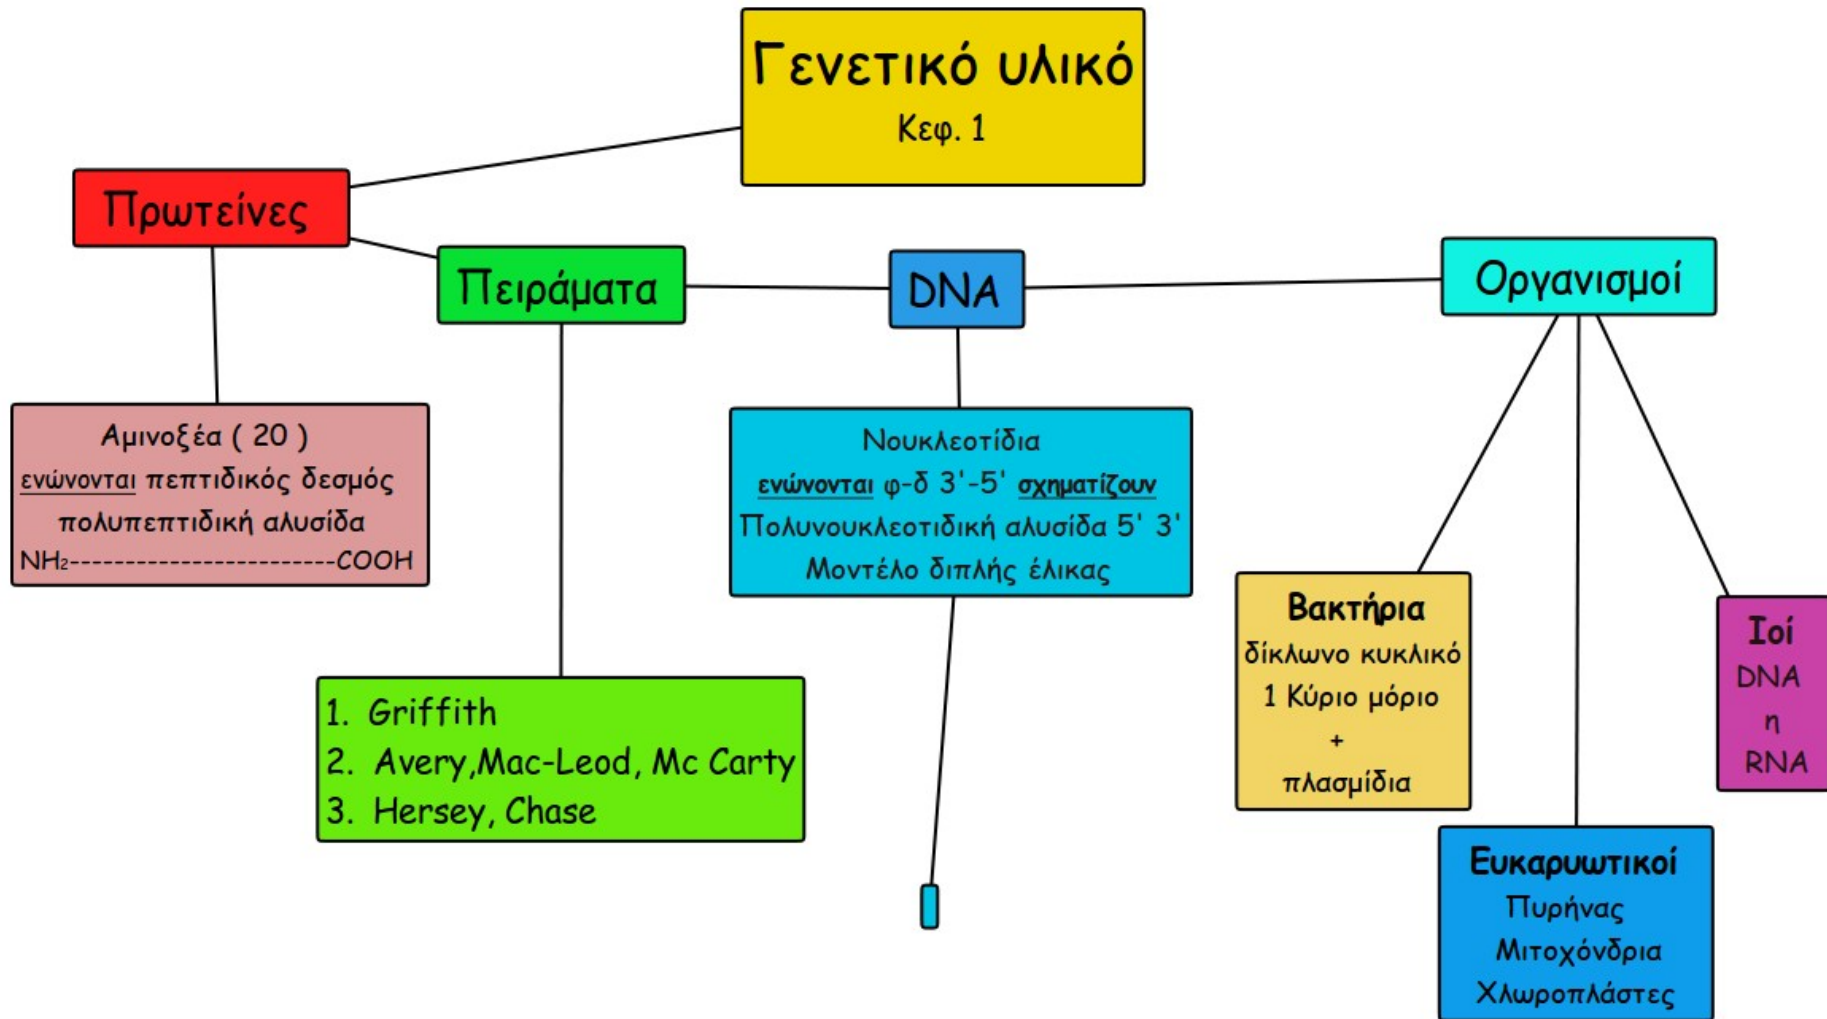 Γενετικό υλικό
Κεφ. 1
Πρωτείνες
Πειράματα
DNA
Οργανισμοί
Αμινοξέα ( 20 )
ενώνονται πεπτιδικός δεσμός
πολυπεπτιδική αλυσίδα
NH₂------------------------COOH
Νουκλεοτίδια
ενώνονται φ-δ 3'-5' σχηματίζουν
Πολυνουκλεοτιδική αλυσίδα 5' 3'
Μοντέλο διπλής έλικας
1. Griffith
2. Avery,Mac-Leod, Mc Carty
3. Hersey, Chase
Βακτήρια
δίκλωνο κυκλικό
1 Κύριο μόριο
+
πλασμίδια
Ευκαρυωτικοί
Πυρήνας
Μιτοχόνδρια
Χλωροπλάστες
Ιοί
DNA
η
RNA